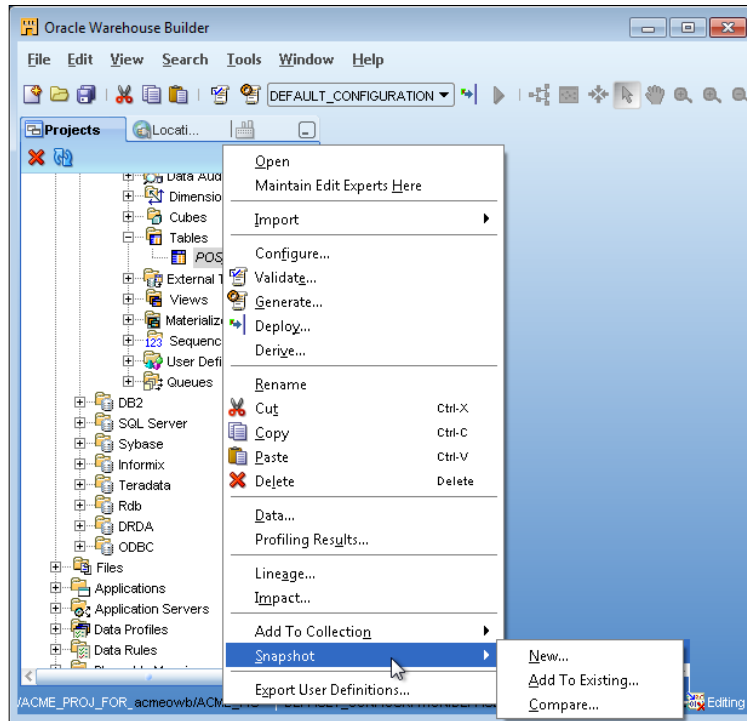 Oracle Warehouse Builder
File Edit View Search Tools Window Help
DEFAULT_CONFIGURATION
Projects Locati...
Data Aud
Dimensio
Cubes
Tables
POS
External T
Views
Materializ
123 Sequenc
User Defi
Queues
DB2
SQL Server
Sybase
Informix
Teradata
Rdb
DRDA
ODBC
Files
Applications
Application Servers
Data Profiles
Data Rules
Open
Maintain Edit Experts Here
Import
Configure...
Validate...
Generate...
Deploy...
Derive...
Rename
Cut Ctrl-X
Copy Ctrl-C
Paste Ctrl-V
Delete Delete
Data...
Profiling Results...
Lineage...
Impact...
Add To Collection
Snapshot
Export User Definitions...
New...
Add To Existing...
Compare...
/ACME_PROJ_FOR_acmeowb/ACM
Editing